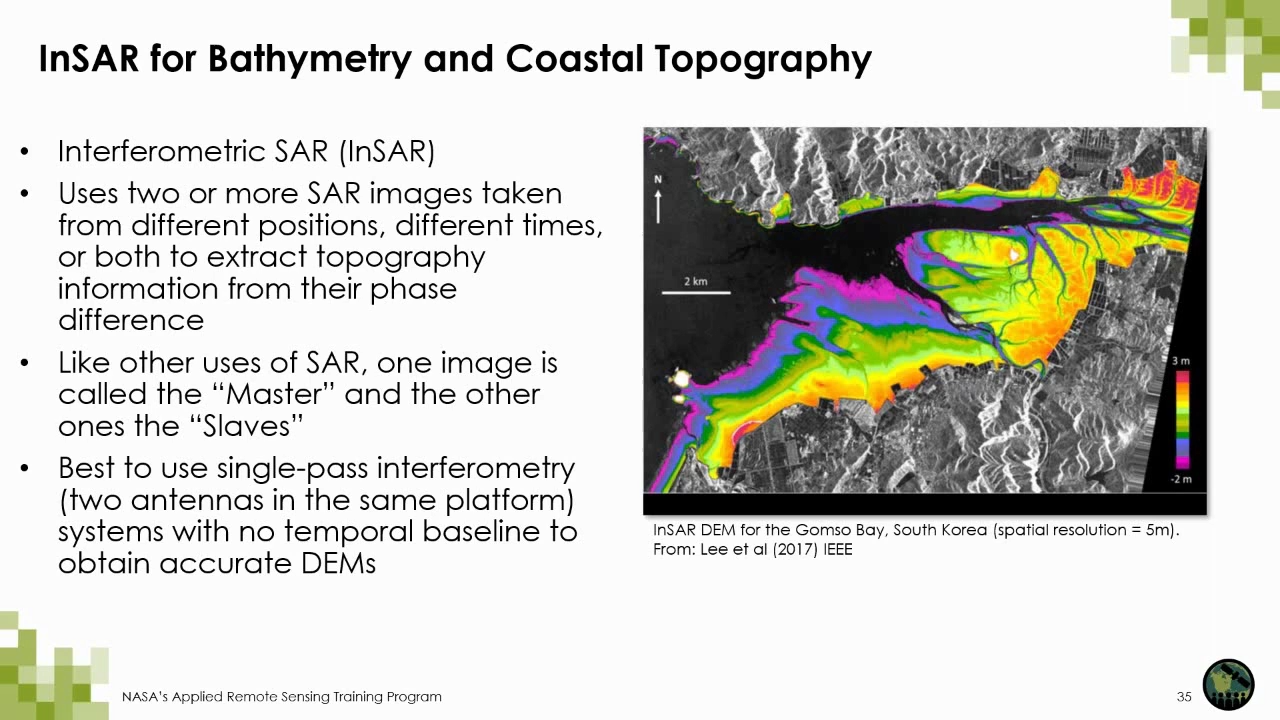 InSAR for Bathymetry and Coastal Topography
• Interferometric SAR (InSAR)
• Uses two or more SAR images taken
from different positions, different times,
or both to extract topography
information from their phase
difference
• Like other uses of SAR, one image is
called the “Master” and the other
ones the “Slaves”
• Best to use single-pass interferometry
(two antennas in the same platform)
systems with no temporal baseline to
obtain accurate DEMs
N
2 km
3 m
-2 m
InSAR DEM for the Gomso Bay, South Korea (spatial resolution = 5m).
From: Lee et al (2017) IEEE
NASA’s Applied Remote Sensing Training Program
35